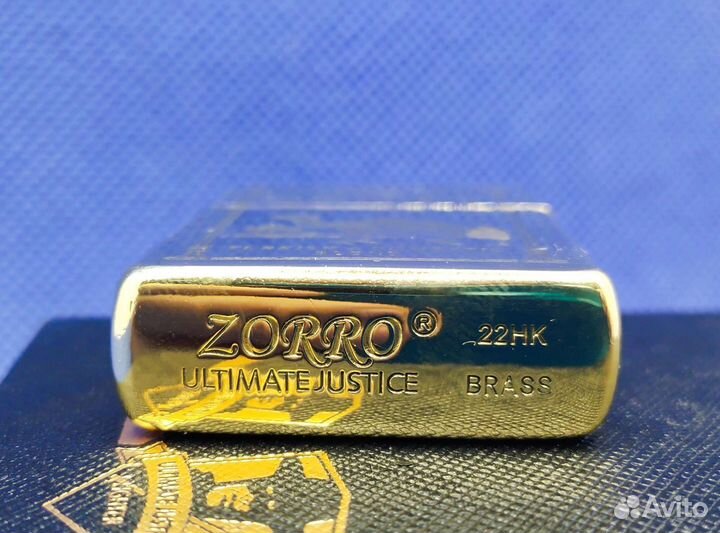 ZORRO® 22HK
ULTIMATE JUSTICE BRASS
Avito